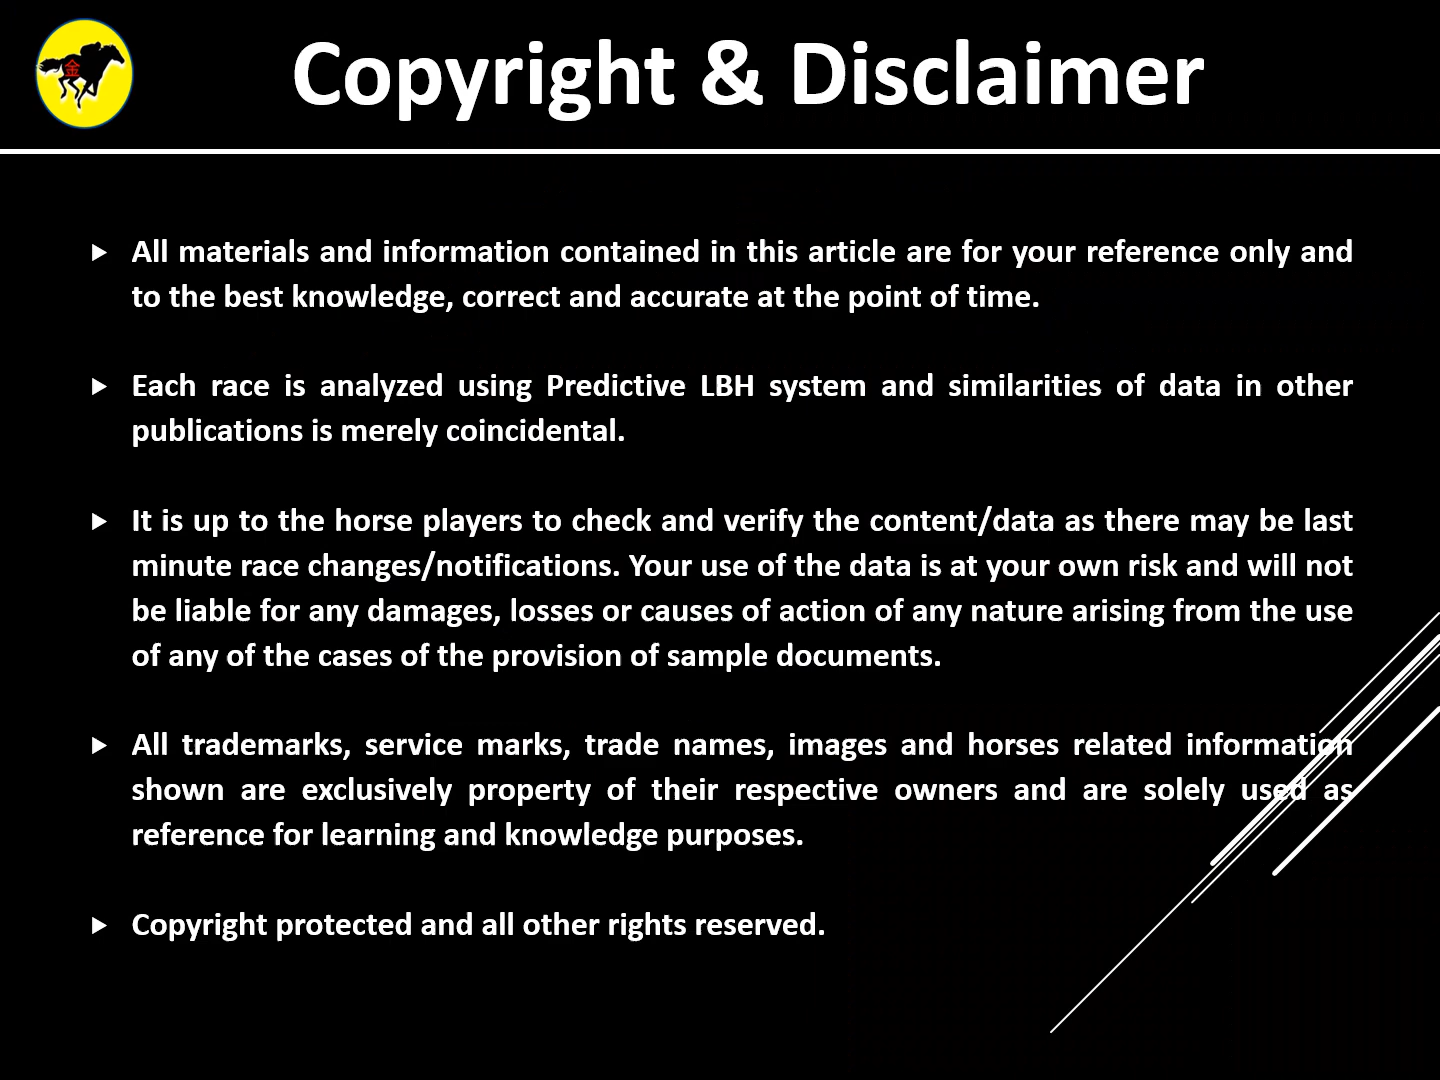 金
Copyright & Disclaimer
All materials and information contained in this article are for your reference only and
to the best knowledge, correct and accurate at the point of time.
Each race is analyzed using Predictive LBH system and similarities of data in other
publications is merely coincidental.
It is up to the horse players to check and verify the content/data as there may be last
minute race changes/notifications. Your use of the data is at your own risk and will not
be liable for any damages, losses or causes of action of any nature arising from the use
of any of the cases of the provision of sample documents.
All trademarks, service marks, trade names, images and horses related information
shown are exclusively property of their respective owners and are solely used as
reference for learning and knowledge purposes.
Copyright protected and all other rights reserved.